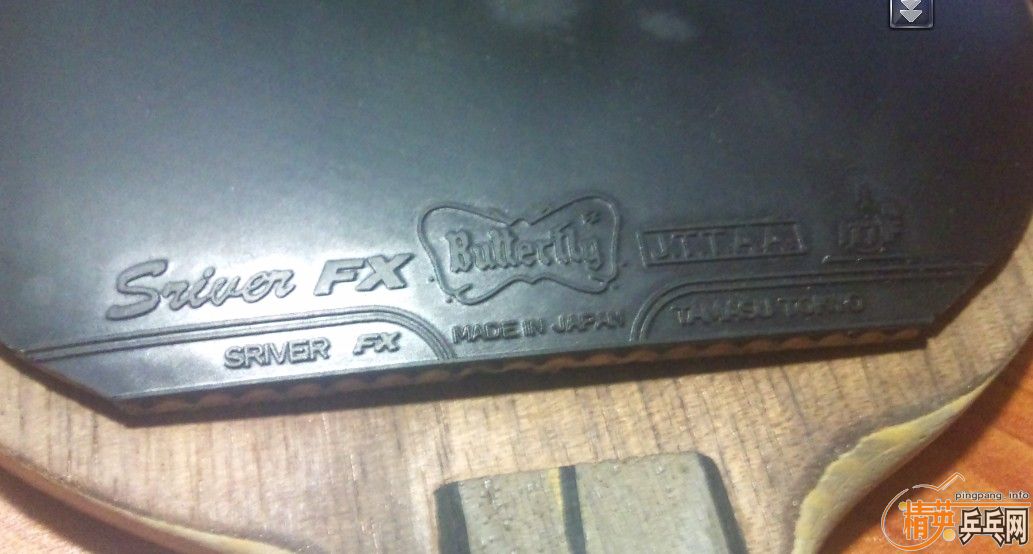 Sriver FX
Butterfly
J.T.T.A.A.
SRIVER FX
MADE IN JAPAN
TAMASU TOKYO
pingpang.info
精英乒乓网